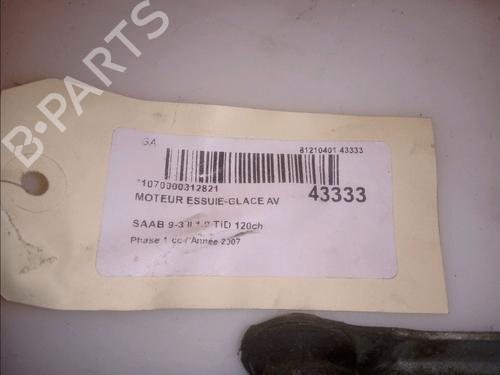 B-PARTS
GA
81210401 43333
*1070000312821
43333
MOTEUR ESSUIE-GLACE AV
SAAB 9-3 II 1.9 TiD 120ch
Phase 1 cc / Année 2007